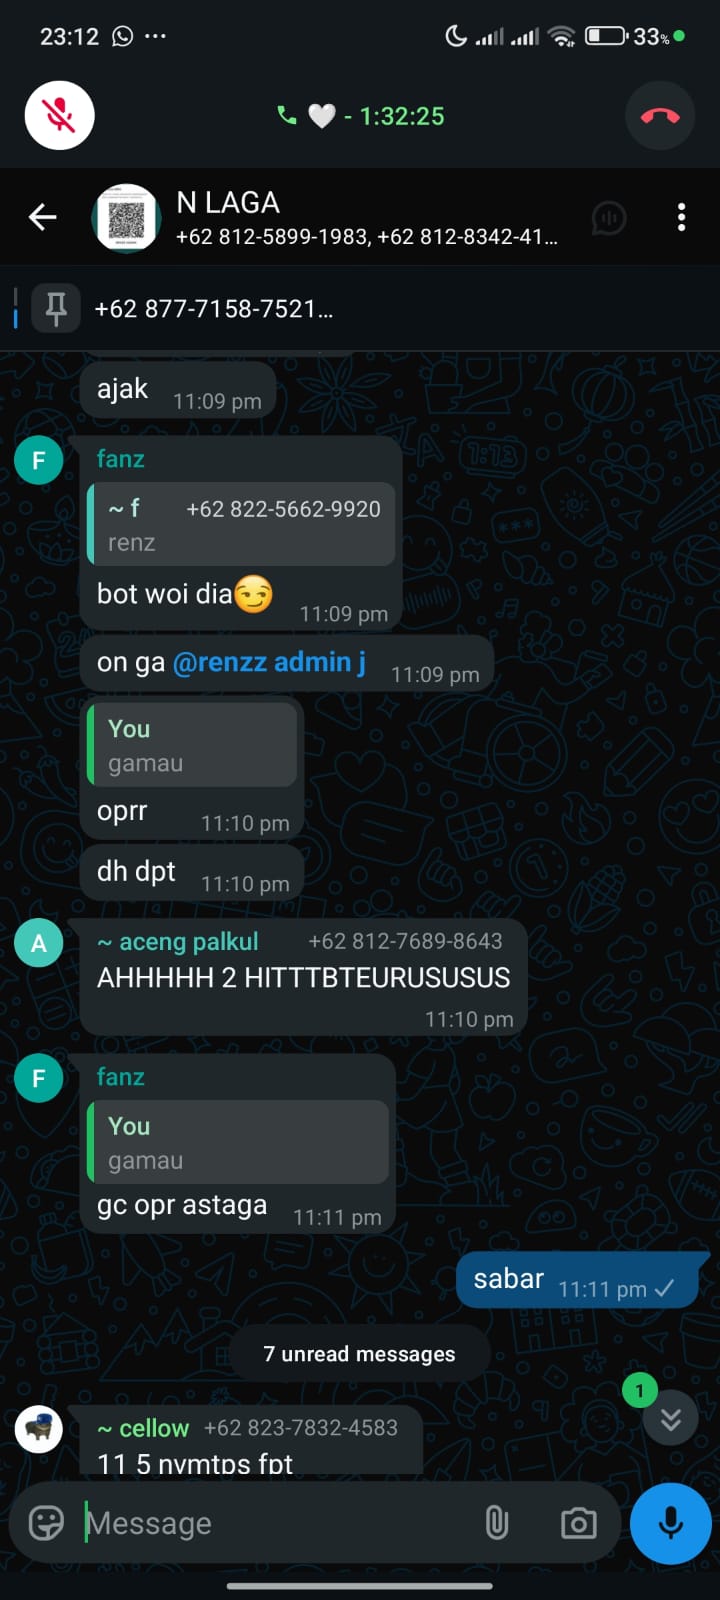 23:12
33%
🤍 - 1:32:25
N LAGA
+62 812-5899-1983, +62 812-8342-41...
+62 877-7158-7521...
ajak 11:09 pm
F
fanz
~ f +62 822-5662-9920
renz
bot woi dia😏 11:09 pm
on ga @renzz admin j 11:09 pm
You
gamau
oprr 11:10 pm
dh dpt 11:10 pm
A
~ aceng palkul +62 812-7689-8643
AHHHHH 2 HITTTBTEURUSUSUS
11:10 pm
F
fanz
You
gamau
gc opr astaga 11:11 pm
sabar 11:11 pm
7 unread messages
1
~ cellow +62 823-7832-4583
11 5 nvmtps fpt
Message